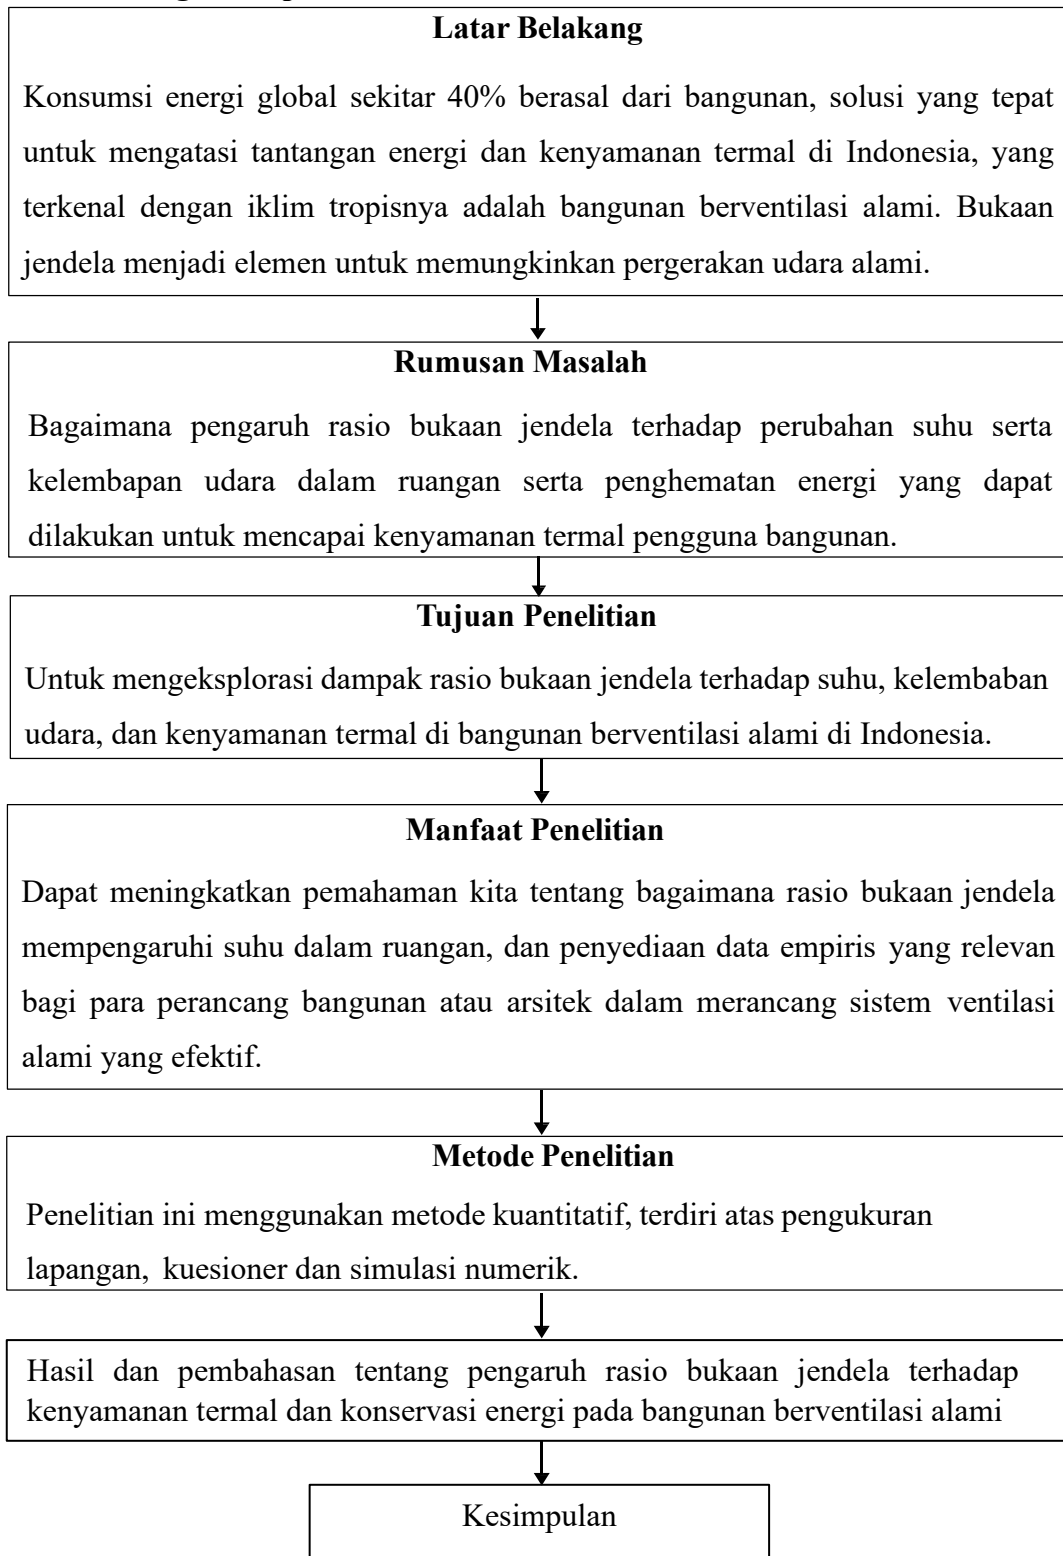 Latar Belakang
Konsumsi energi global sekitar 40% berasal dari bangunan, solusi yang tepat
untuk mengatasi tantangan energi dan kenyamanan termal di Indonesia, yang
terkenal dengan iklim tropisnya adalah bangunan berventilasi alami. Bukaan
jendela menjadi elemen untuk memungkinkan pergerakan udara alami.
Rumusan Masalah
Bagaimana pengaruh rasio bukaan jendela terhadap perubahan suhu serta
kelembapan udara dalam ruangan serta penghematan energi yang dapat
dilakukan untuk mencapai kenyamanan termal pengguna bangunan.
Tujuan Penelitian
Untuk mengeksplorasi dampak rasio bukaan jendela terhadap suhu, kelembaban
udara, dan kenyamanan termal di bangunan berventilasi alami di Indonesia.
Manfaat Penelitian
Dapat meningkatkan pemahaman kita tentang bagaimana rasio bukaan jendela
mempengaruhi suhu dalam ruangan, dan penyediaan data empiris yang relevan
bagi para perancang bangunan atau arsitek dalam merancang sistem ventilasi
alami yang efektif.
Metode Penelitian
Penelitian ini menggunakan metode kuantitatif, terdiri atas pengukuran
lapangan, kuesioner dan simulasi numerik.
Hasil dan pembahasan tentang pengaruh rasio bukaan jendela terhadap
kenyamanan termal dan konservasi energi pada bangunan berventilasi alami
Kesimpulan